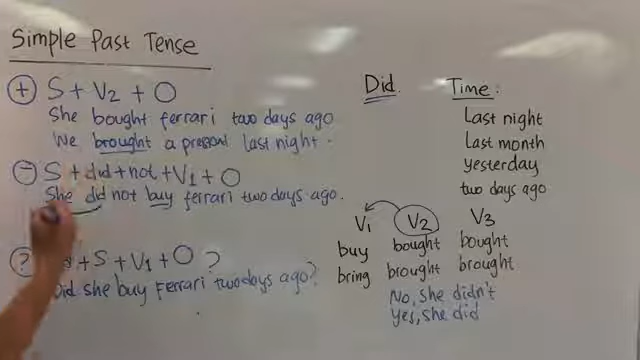 Simple Past Tense
+ S + V2 + O
She bought ferrari two days ago
We brought a present last night.
- S + did + not + V1 + O
She did not buy ferrari two days ago.
? + S + V1 + O ?
Did she buy Ferrari two days ago?
Did
Time:
Last night
Last month
yesterday
two days ago
V1 V2 V3
buy bought bought
bring brought brought
No, she didn't
Yes, she did